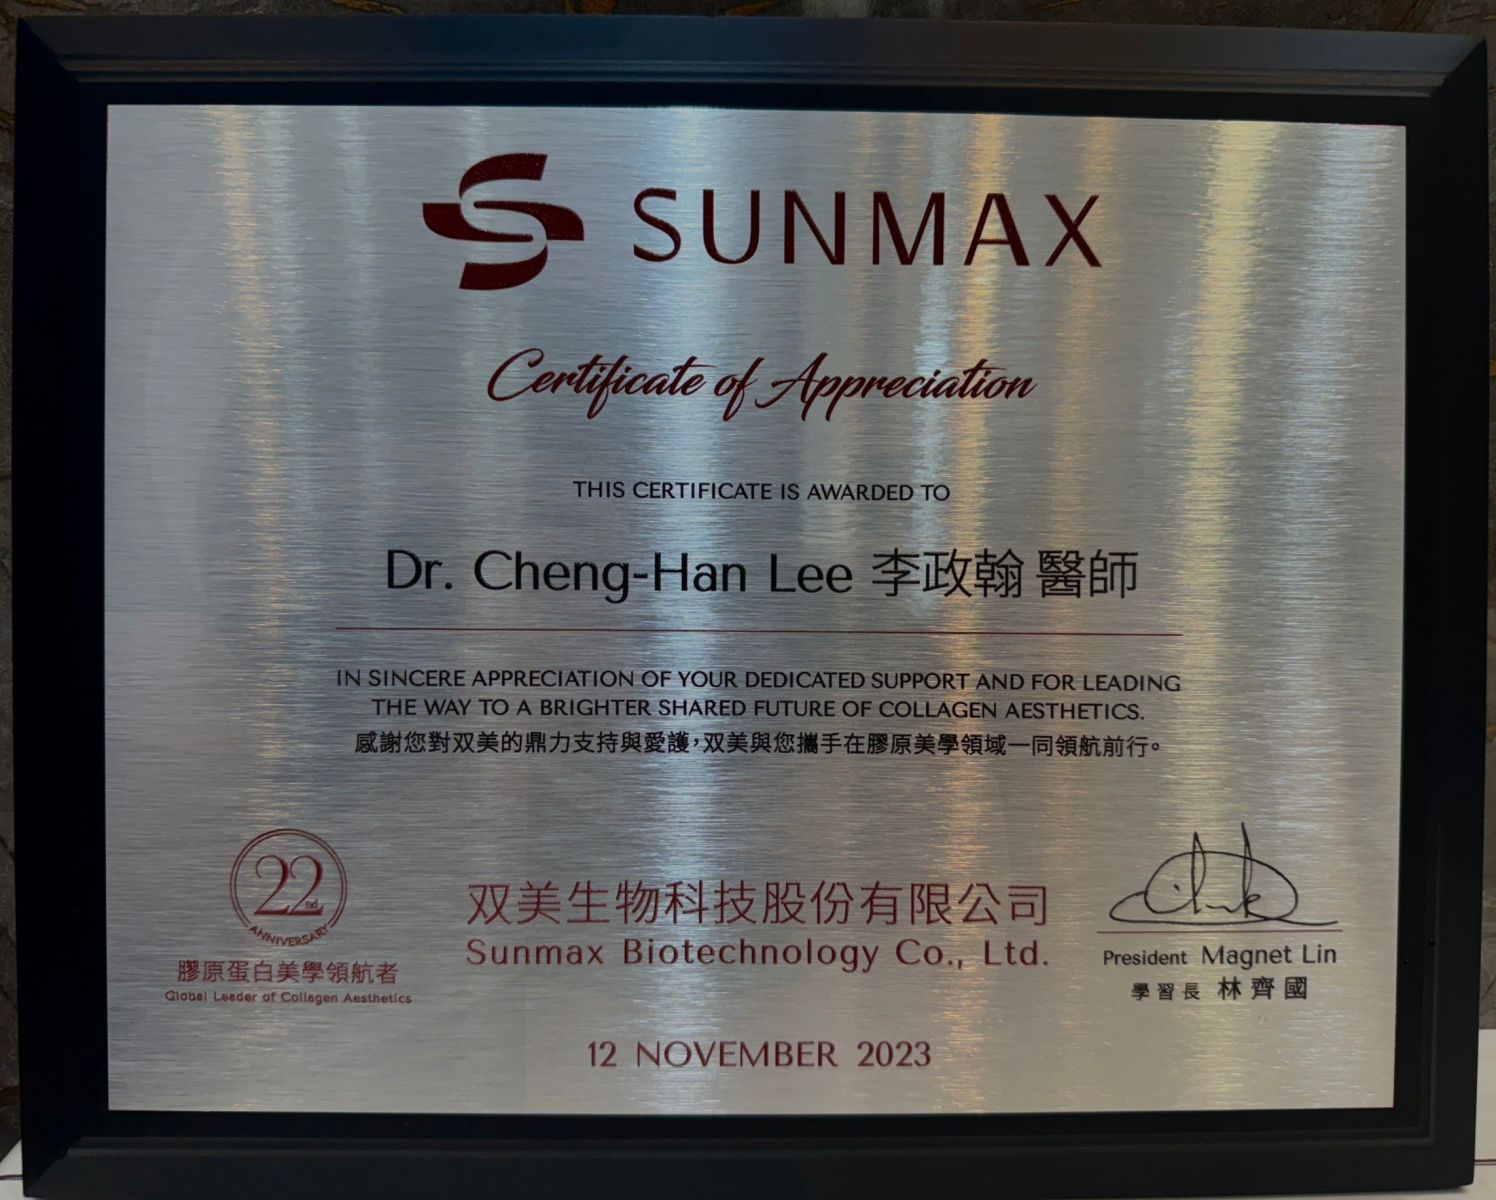 SUNMAX
Certificate of Appreciation
THIS CERTIFICATE IS AWARDED TO
Dr. Cheng-Han Lee 李政翰 醫師
IN SINCERE APPRECIATION OF YOUR DEDICATED SUPPORT AND FOR LEADING
THE WAY TO A BRIGHTER SHARED FUTURE OF COLLAGEN AESTHETICS.
感謝您對双美的鼎力支持與愛護，双美與您攜手在膠原美學領域一同領航前行。
22nd
ANNIVERSARY
膠原蛋白美學領航者
Global Leader of Collagen Aesthetics
双美生物科技股份有限公司
Sunmax Biotechnology Co., Ltd.
President Magnet Lin
學習長 林齊國
12 NOVEMBER 2023